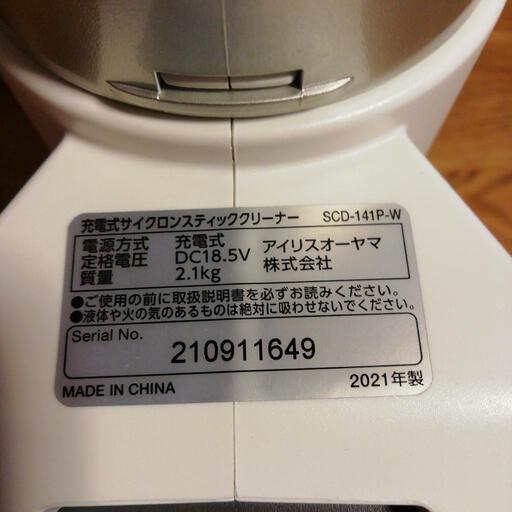 充電式サイクロンスティッククリーナー SCD-141P-W
電源方式 充電式 アイリスオーヤマ
定格電圧 DC18.5V 株式会社
質量 2.1kg
●ご使用の前に取扱説明書を必ずお読みください。
●液体や火の気のあるものは絶対に吸わせないでください。
Serial No.
210911649
MADE IN CHINA 2021年製